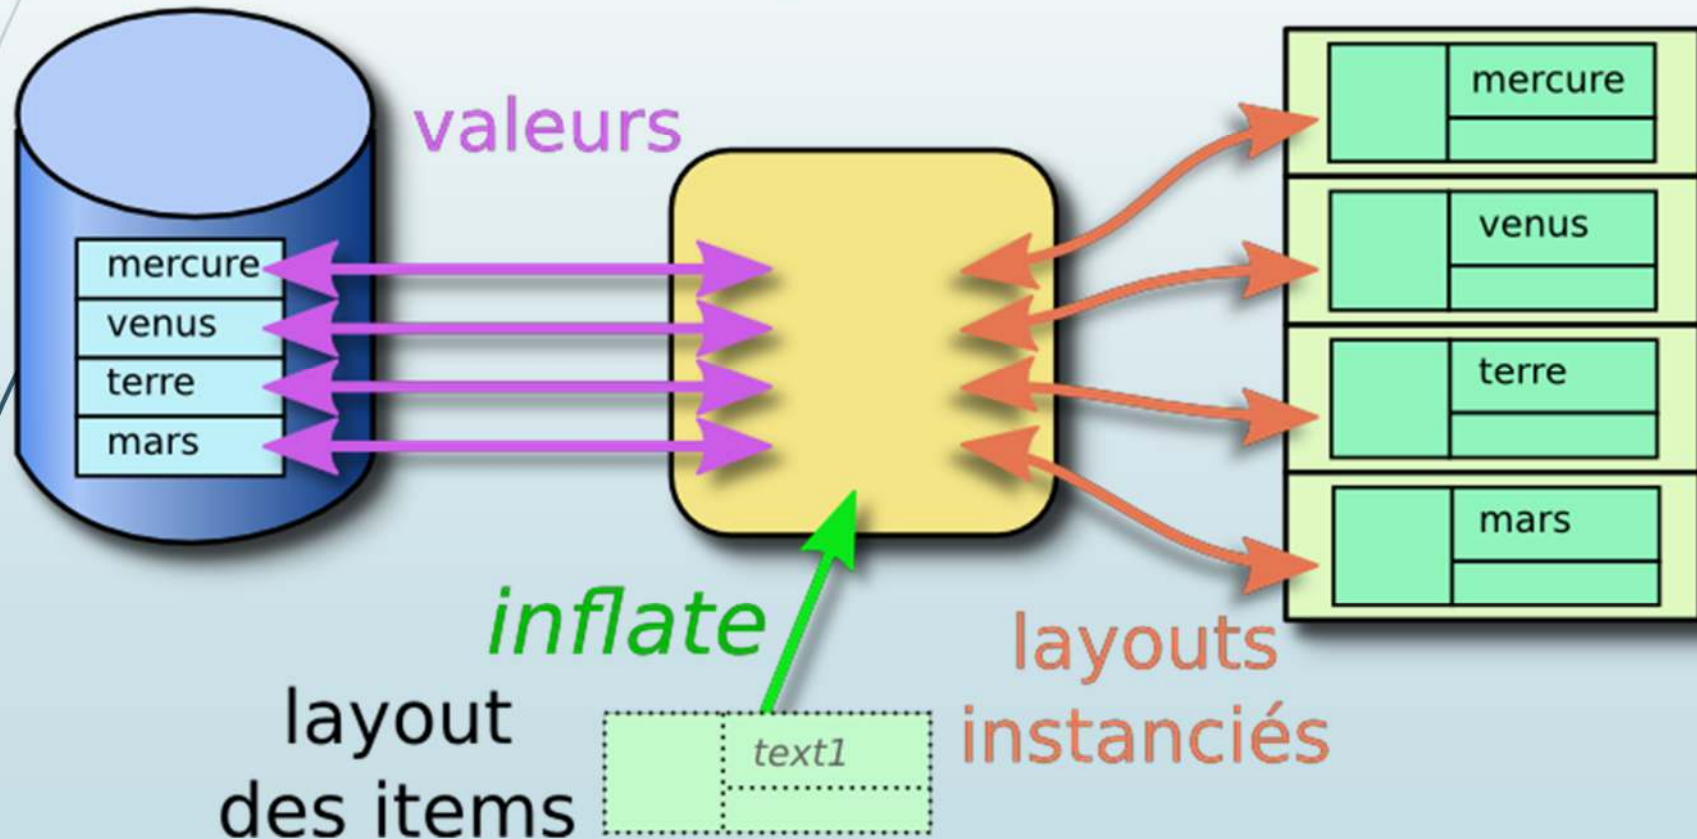 valeurs
mercure
venus
terre
mars
mercure
venus
terre
mars
inflate
layout
des items
text1
layouts
instanciés